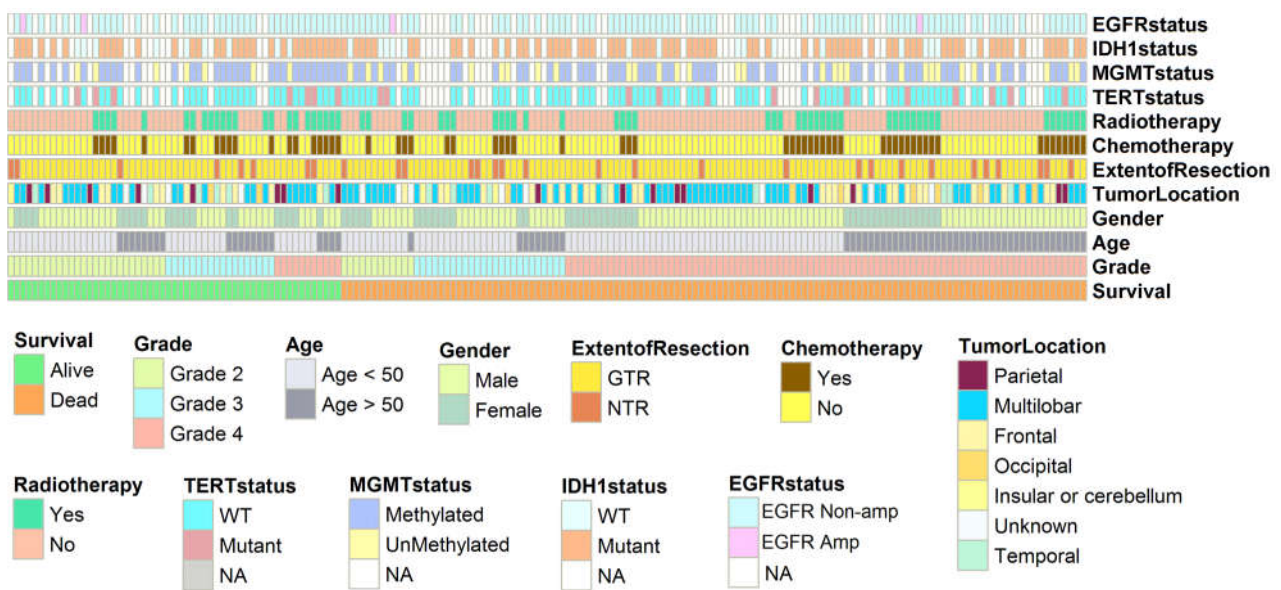 EGFRstatus
IDH1status
MGMTstatus
TERTstatus
Radiotherapy
Chemotherapy
ExtentofResection
TumorLocation
Gender
Age
Grade
Survival
Survival
Alive
Dead
Grade
Grade 2
Grade 3
Grade 4
Age
Age < 50
Age > 50
Gender
Male
Female
ExtentofResection
GTR
NTR
Chemotherapy
Yes
No
TumorLocation
Parietal
Multilobar
Frontal
Occipital
Insular or cerebellum
Unknown
Temporal
Radiotherapy
Yes
No
TERTstatus
WT
Mutant
NA
MGMTstatus
Methylated
UnMethylated
NA
IDH1status
WT
Mutant
NA
EGFRstatus
EGFR Non-amp
EGFR Amp
NA